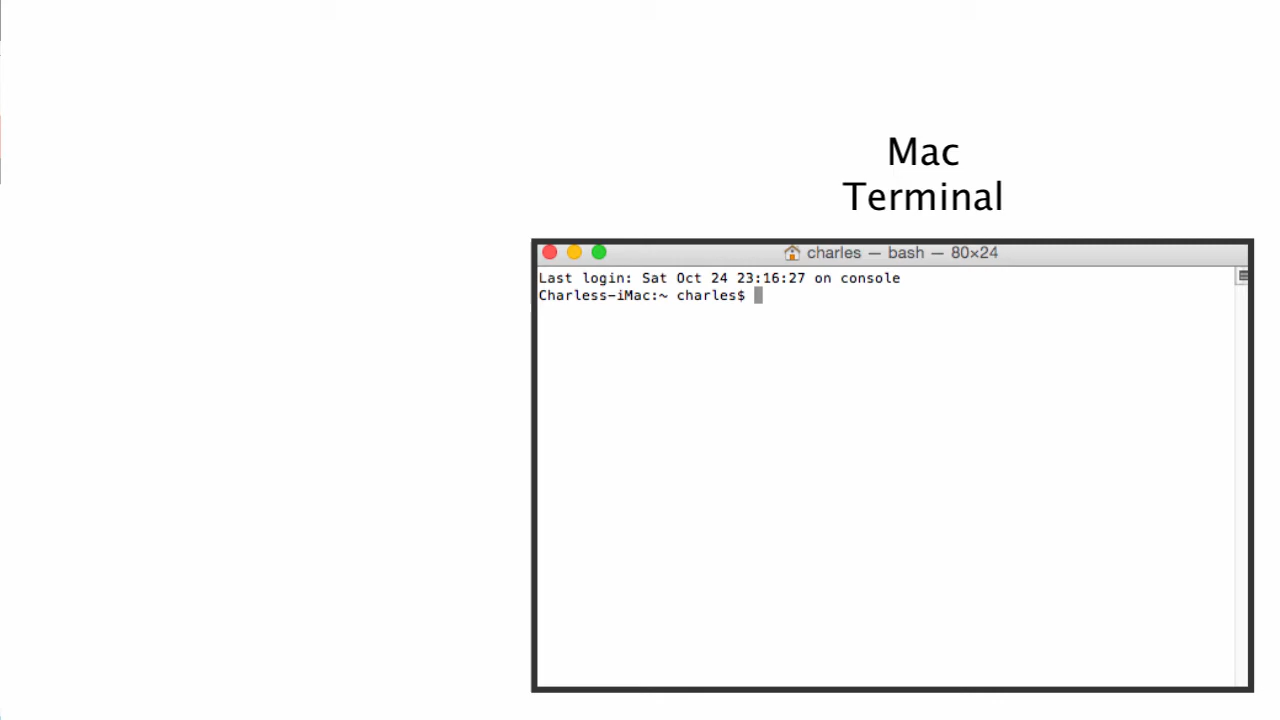 Mac
Terminal
charles — bash — 80×24
Last login: Sat Oct 24 23:16:27 on console
Charless-iMac:~ charles$